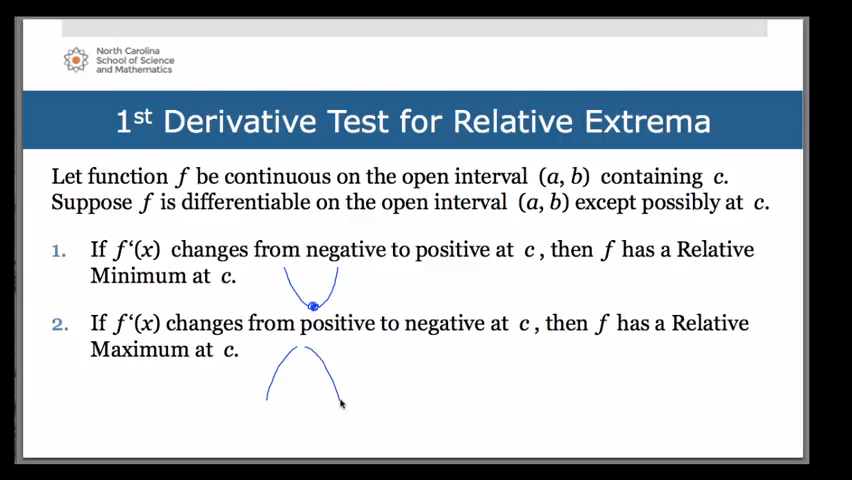 North Carolina
School of Science
and Mathematics
1st Derivative Test for Relative Extrema
Let function f be continuous on the open interval (a, b) containing c.
Suppose f is differentiable on the open interval (a, b) except possibly at c.
1. If f‘(x) changes from negative to positive at c , then f has a Relative
Minimum at c.
2. If f‘(x) changes from positive to negative at c , then f has a Relative
Maximum at c.